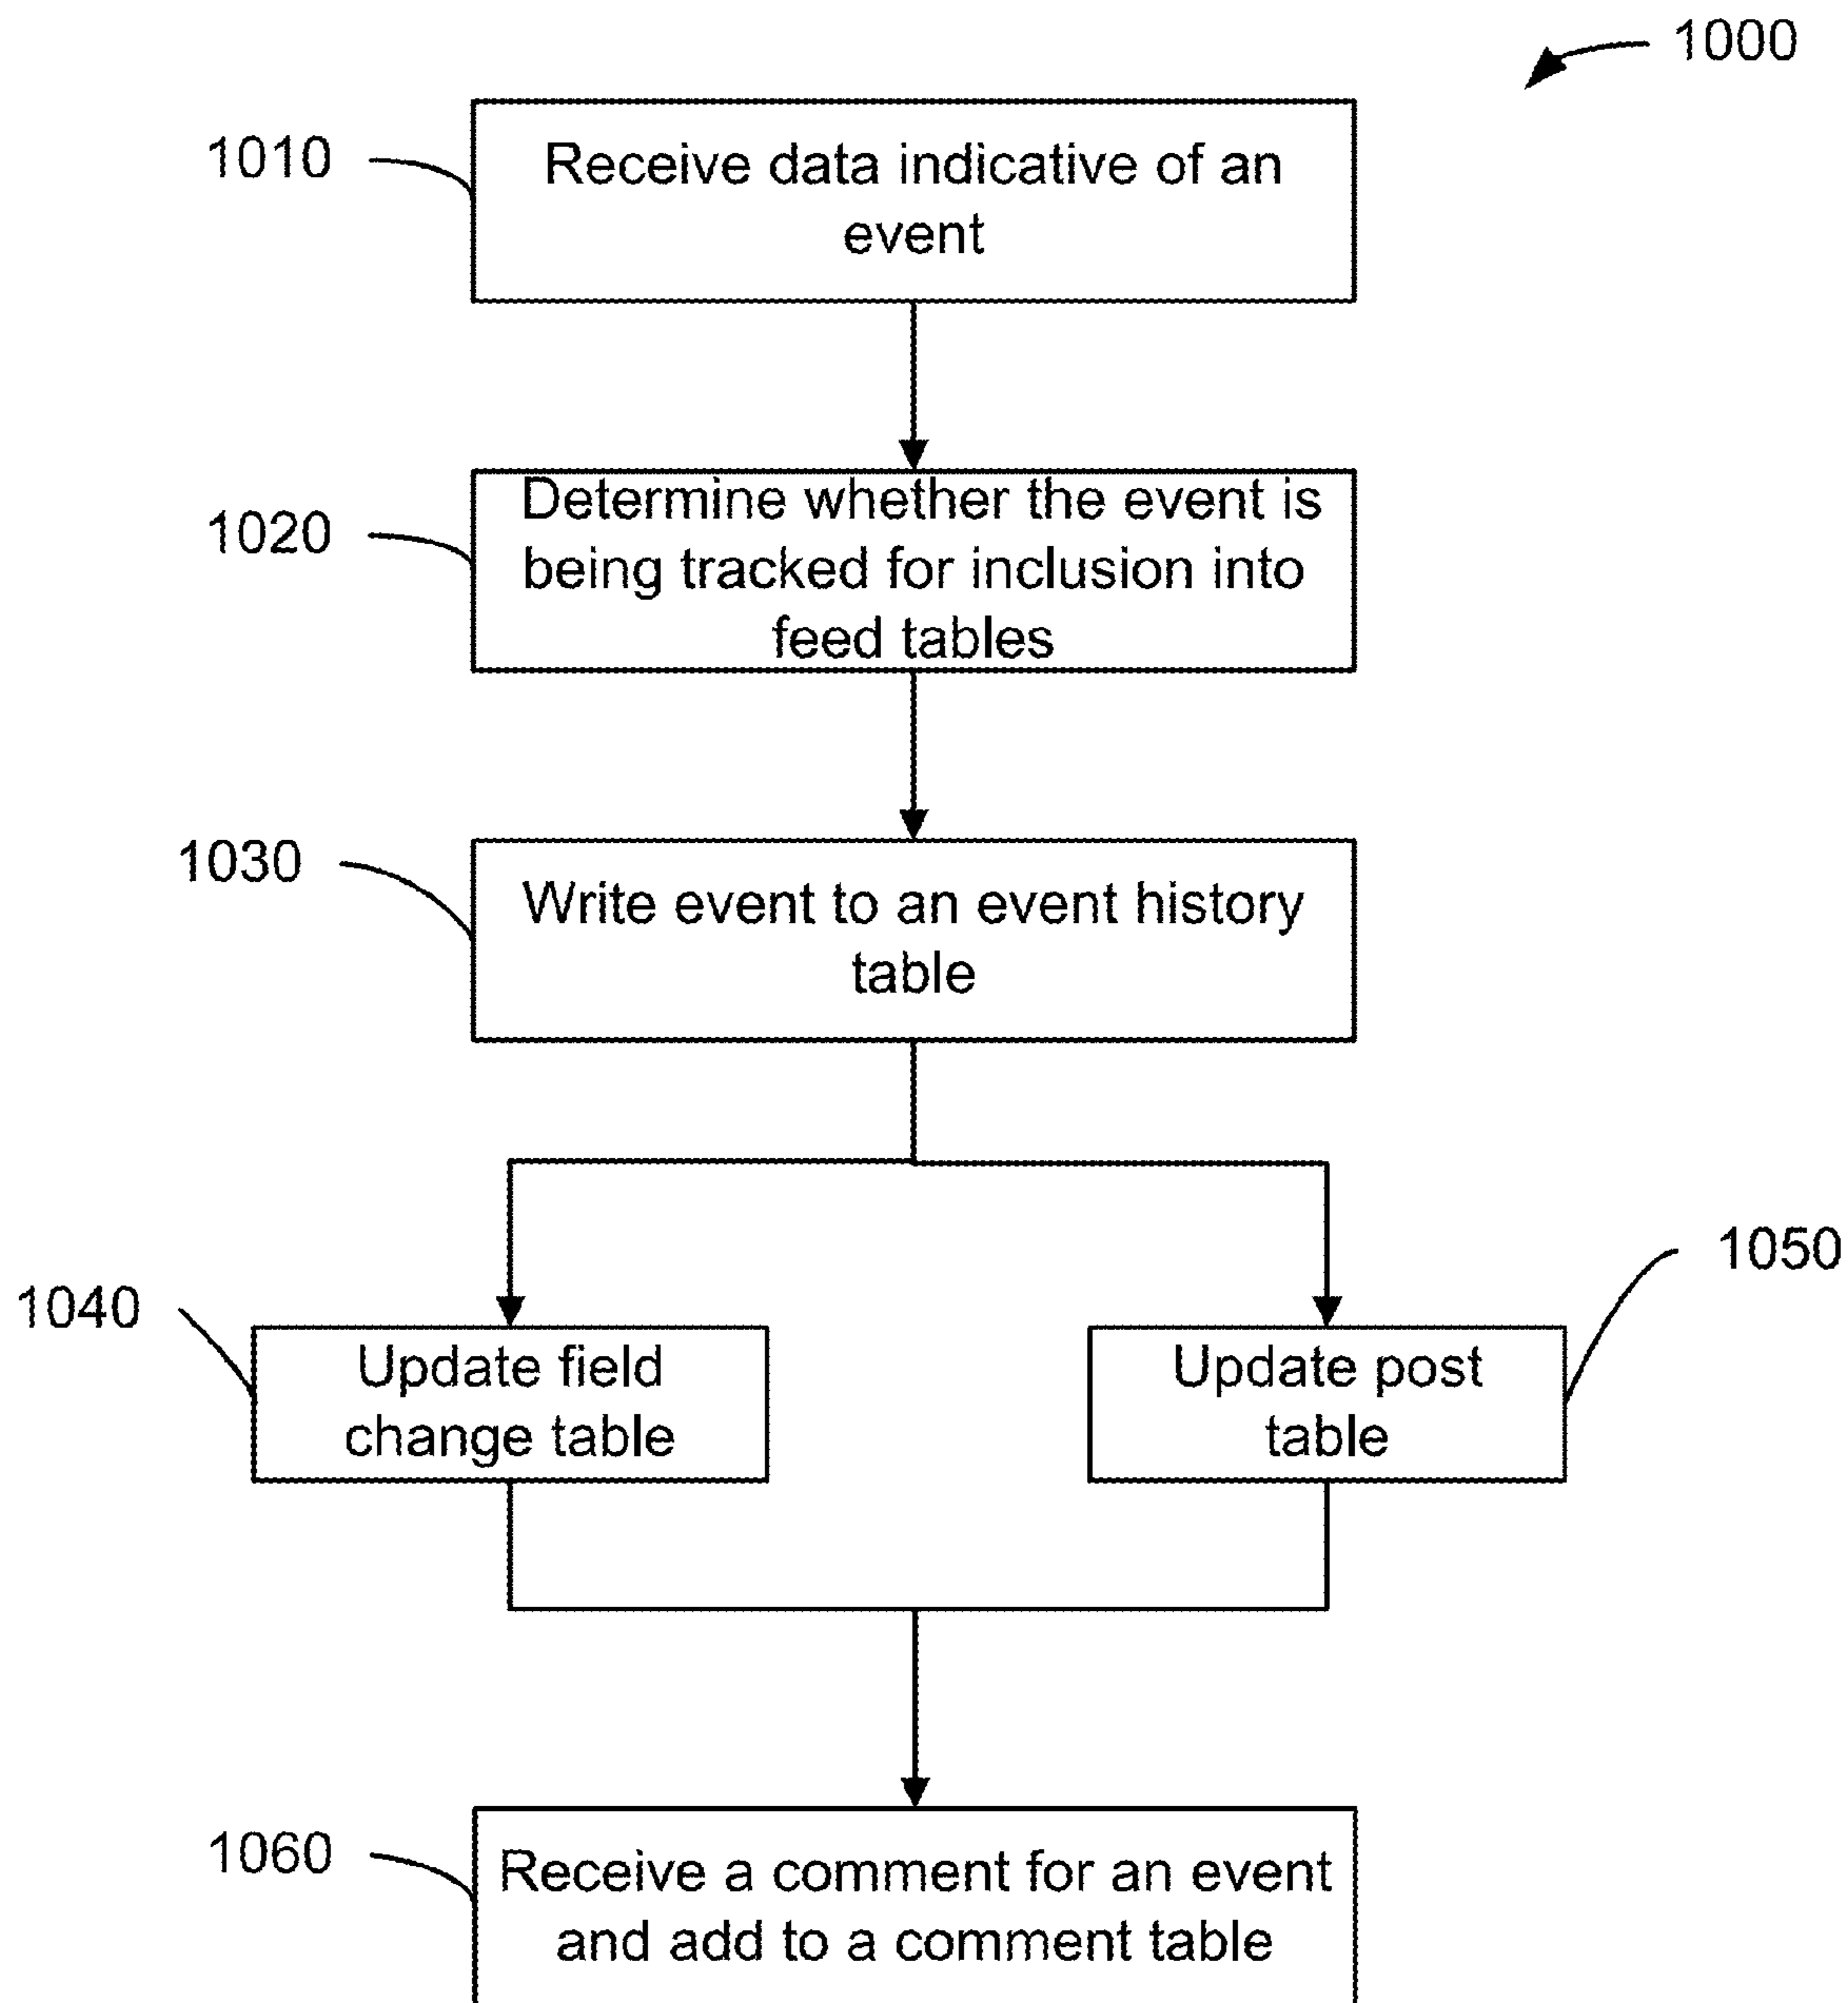 1000
1010
Receive data indicative of an
event
1020
Determine whether the event is
being tracked for inclusion into
feed tables
1030
Write event to an event history
table
1040
Update field
change table
1050
Update post
table
1060
Receive a comment for an event
and add to a comment table